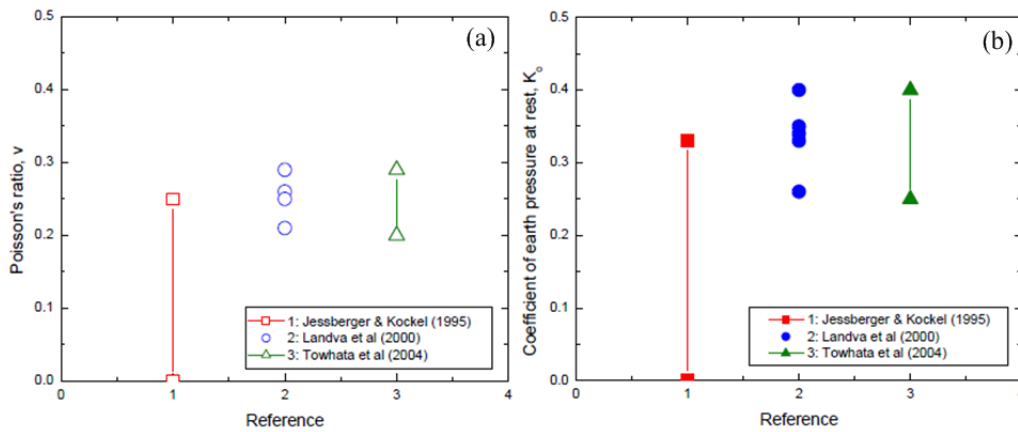 (a)
0.5
0.4
0.3
0.2
0.1
0.0
Poisson's ratio, v
1: Jessberger & Kockel (1995)
2: Landva et al (2000)
3: Towhata et al (2004)
0 1 2 3 4
Reference
(b)
0.5
0.4
0.3
0.2
0.1
0.0
Coefficient of earth pressure at rest, Ko
1: Jessberger & Kockel (1995)
2: Landva et al (2000)
3: Towhata et al (2004)
0 1 2 3 4
Reference